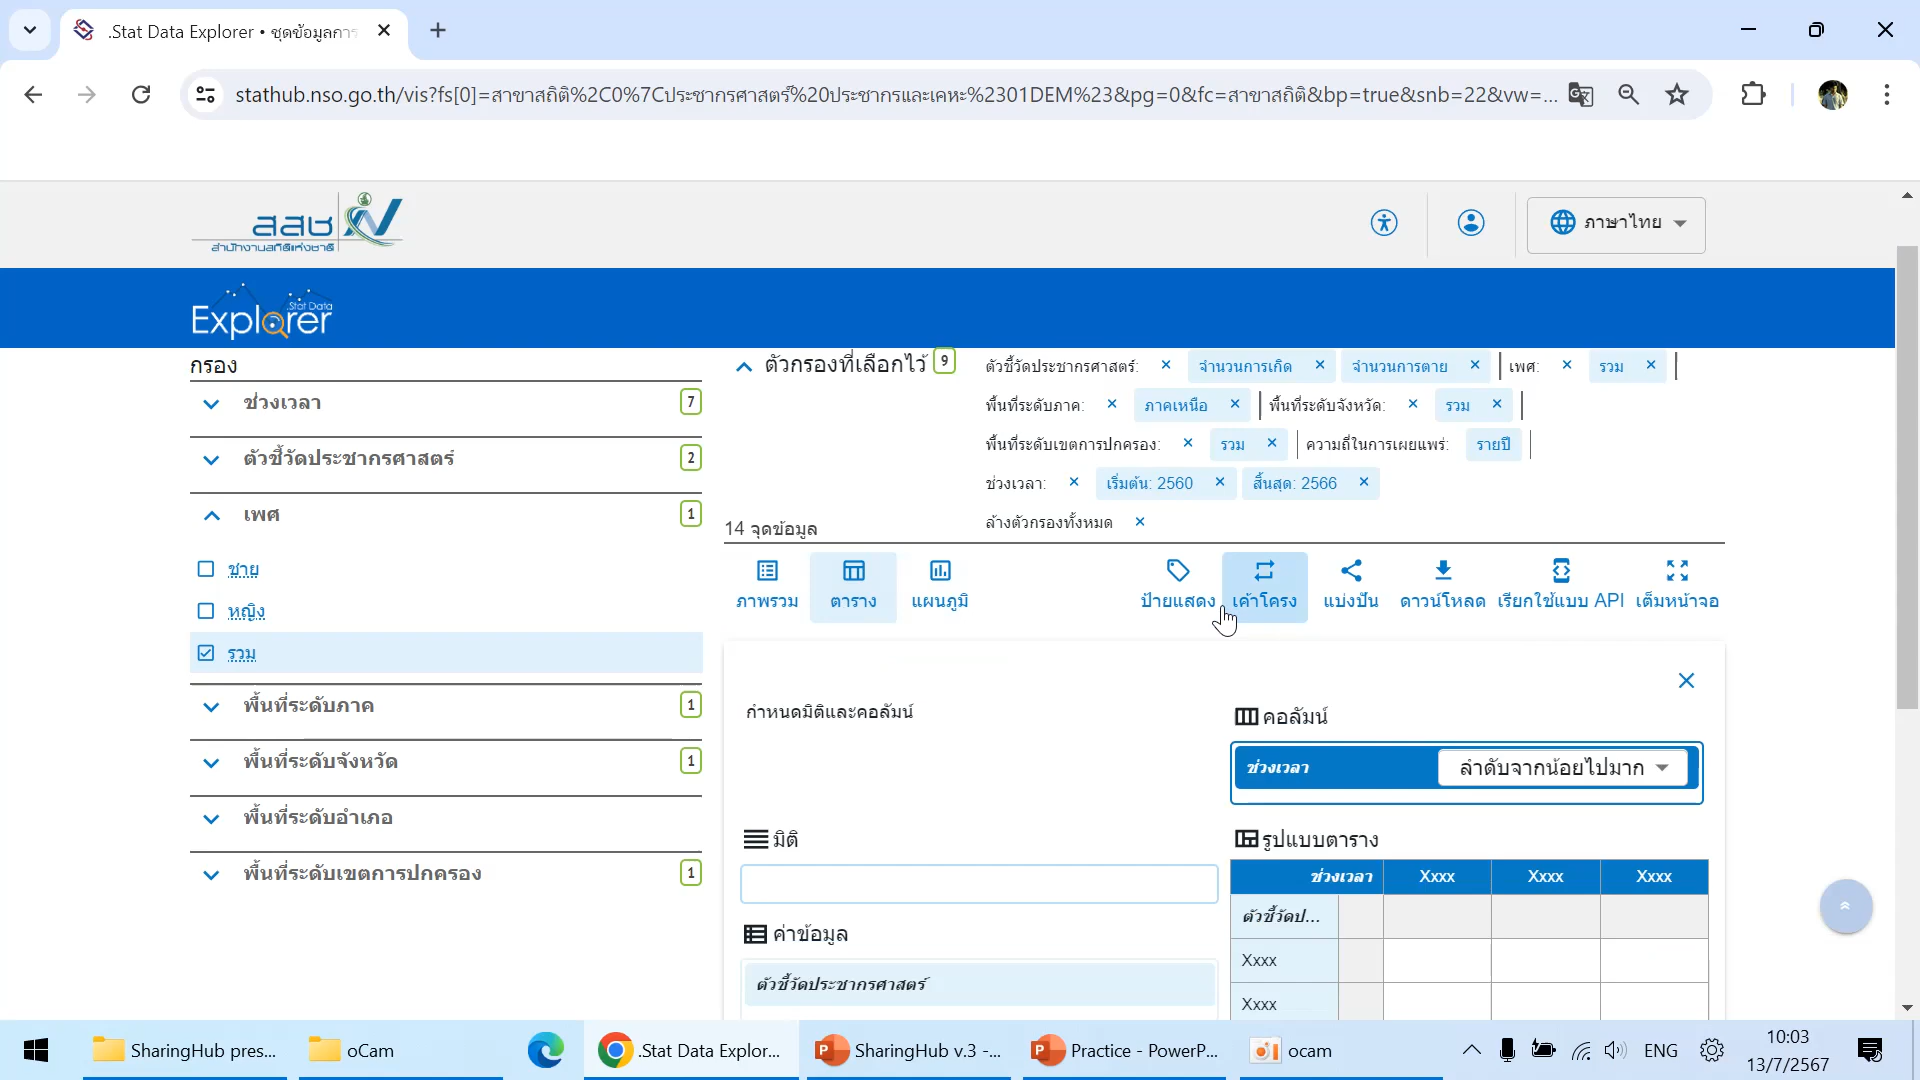 .Stat Data Explorer • ชุดข้อมูลการ
stathub.nso.go.th/vis?fs[0]=สาขาสถิติ%2C0%7Cประชากรศาสตร์%20ประชากรและเคหะ%2301DEM%23&pg=0&fc=สาขาสถิติ&bp=true&snb=22&vw=...
สสช
สำนักงานสถิติแห่งชาติ
ภาษาไทย
.Stat Data
Explorer
กรอง
ช่วงเวลา 7
ตัวชี้วัดประชากรศาสตร์ 2
เพศ 1
ชาย
หญิง
รวม
พื้นที่ระดับภาค 1
พื้นที่ระดับจังหวัด 1
พื้นที่ระดับอำเภอ
พื้นที่ระดับเขตการปกครอง 1
ตัวกรองที่เลือกไว้ 9
ตัวชี้วัดประชากรศาสตร์: × จำนวนการเกิด × จำนวนการตาย × เพศ: × รวม ×
พื้นที่ระดับภาค: × ภาคเหนือ × พื้นที่ระดับจังหวัด: × รวม ×
พื้นที่ระดับเขตการปกครอง: × รวม × ความถี่ในการเผยแพร่: รายปี
ช่วงเวลา: × เริ่มต้น: 2560 × สิ้นสุด: 2566 ×
ล้างตัวกรองทั้งหมด ×
14 จุดข้อมูล
ภาพรวม ตาราง แผนภูมิ ป้ายแสดง เค้าโครง แบ่งปัน ดาวน์โหลด เรียกใช้แบบ API เต็มหน้าจอ
กำหนดมิติและคอลัมน์
คอลัมน์
ช่วงเวลา ลำดับจากน้อยไปมาก
มิติ
ค่าข้อมูล
ตัวชี้วัดประชากรศาสตร์
รูปแบบตาราง
ช่วงเวลา Xxxx Xxxx Xxxx
ตัวชี้วัดป...
Xxxx
Xxxx
SharingHub pres... oCam .Stat Data Explor... SharingHub v.3 -... Practice - PowerP... ocam ENG 10:03
13/7/2567